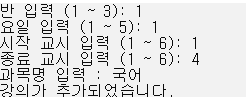 반 입력 (1 ~ 3): 1
요일 입력 (1 ~ 5): 1
시작 교시 입력 (1 ~ 6): 1
종료 교시 입력 (1 ~ 6): 4
과목명 입력 : 국어
강의가 추가되었습니다.